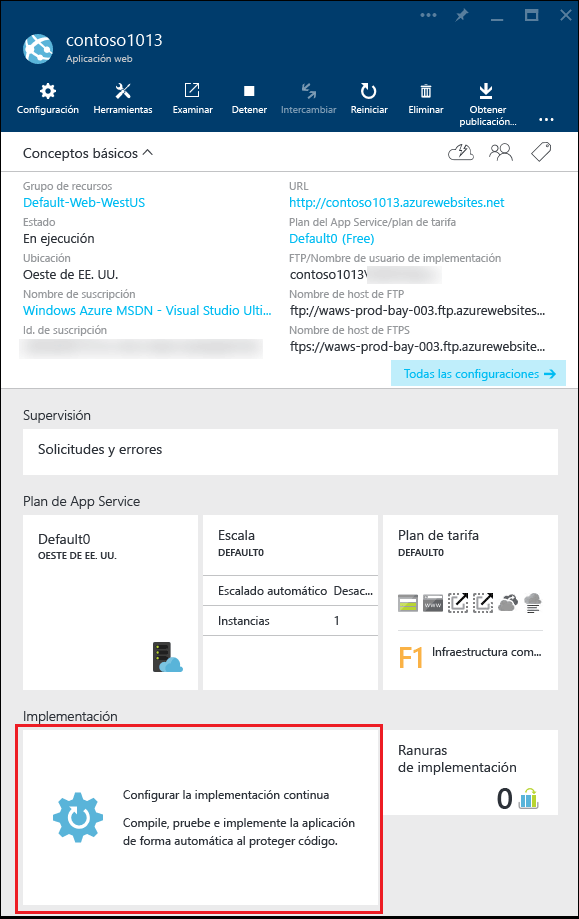 contoso1013
Aplicación web
Configuración
Herramientas
Examinar
Detener
Intercambiar
Reiniciar
Eliminar
Obtener
publicación...
Conceptos básicos
Grupo de recursos
Default-Web-WestUS
Estado
En ejecución
Ubicación
Oeste de EE. UU.
Nombre de suscripción
Windows Azure MSDN - Visual Studio Ulti...
Id. de suscripción
URL
http://contoso1013.azurewebsites.net
Plan del App Service/plan de tarifa
Default0 (Free)
FTP/Nombre de usuario de implementación
contoso1013\
Nombre de host de FTP
ftp://waws-prod-bay-003.ftp.azurewebsites...
Nombre de host de FTPS
ftps://waws-prod-bay-003.ftp.azurewebsite...
Todas las configuraciones
Supervisión
Solicitudes y errores
Plan de App Service
Default0
OESTE DE EE. UU.
Escala
DEFAULT0
Escalado automático Desac...
Instancias 1
Plan de tarifa
DEFAULT0
WWW
F1 Infraestructura com...
Implementación
Configurar la implementación continua
Compile, pruebe e implemente la aplicación
de forma automática al proteger código.
Ranuras
de implementación
0